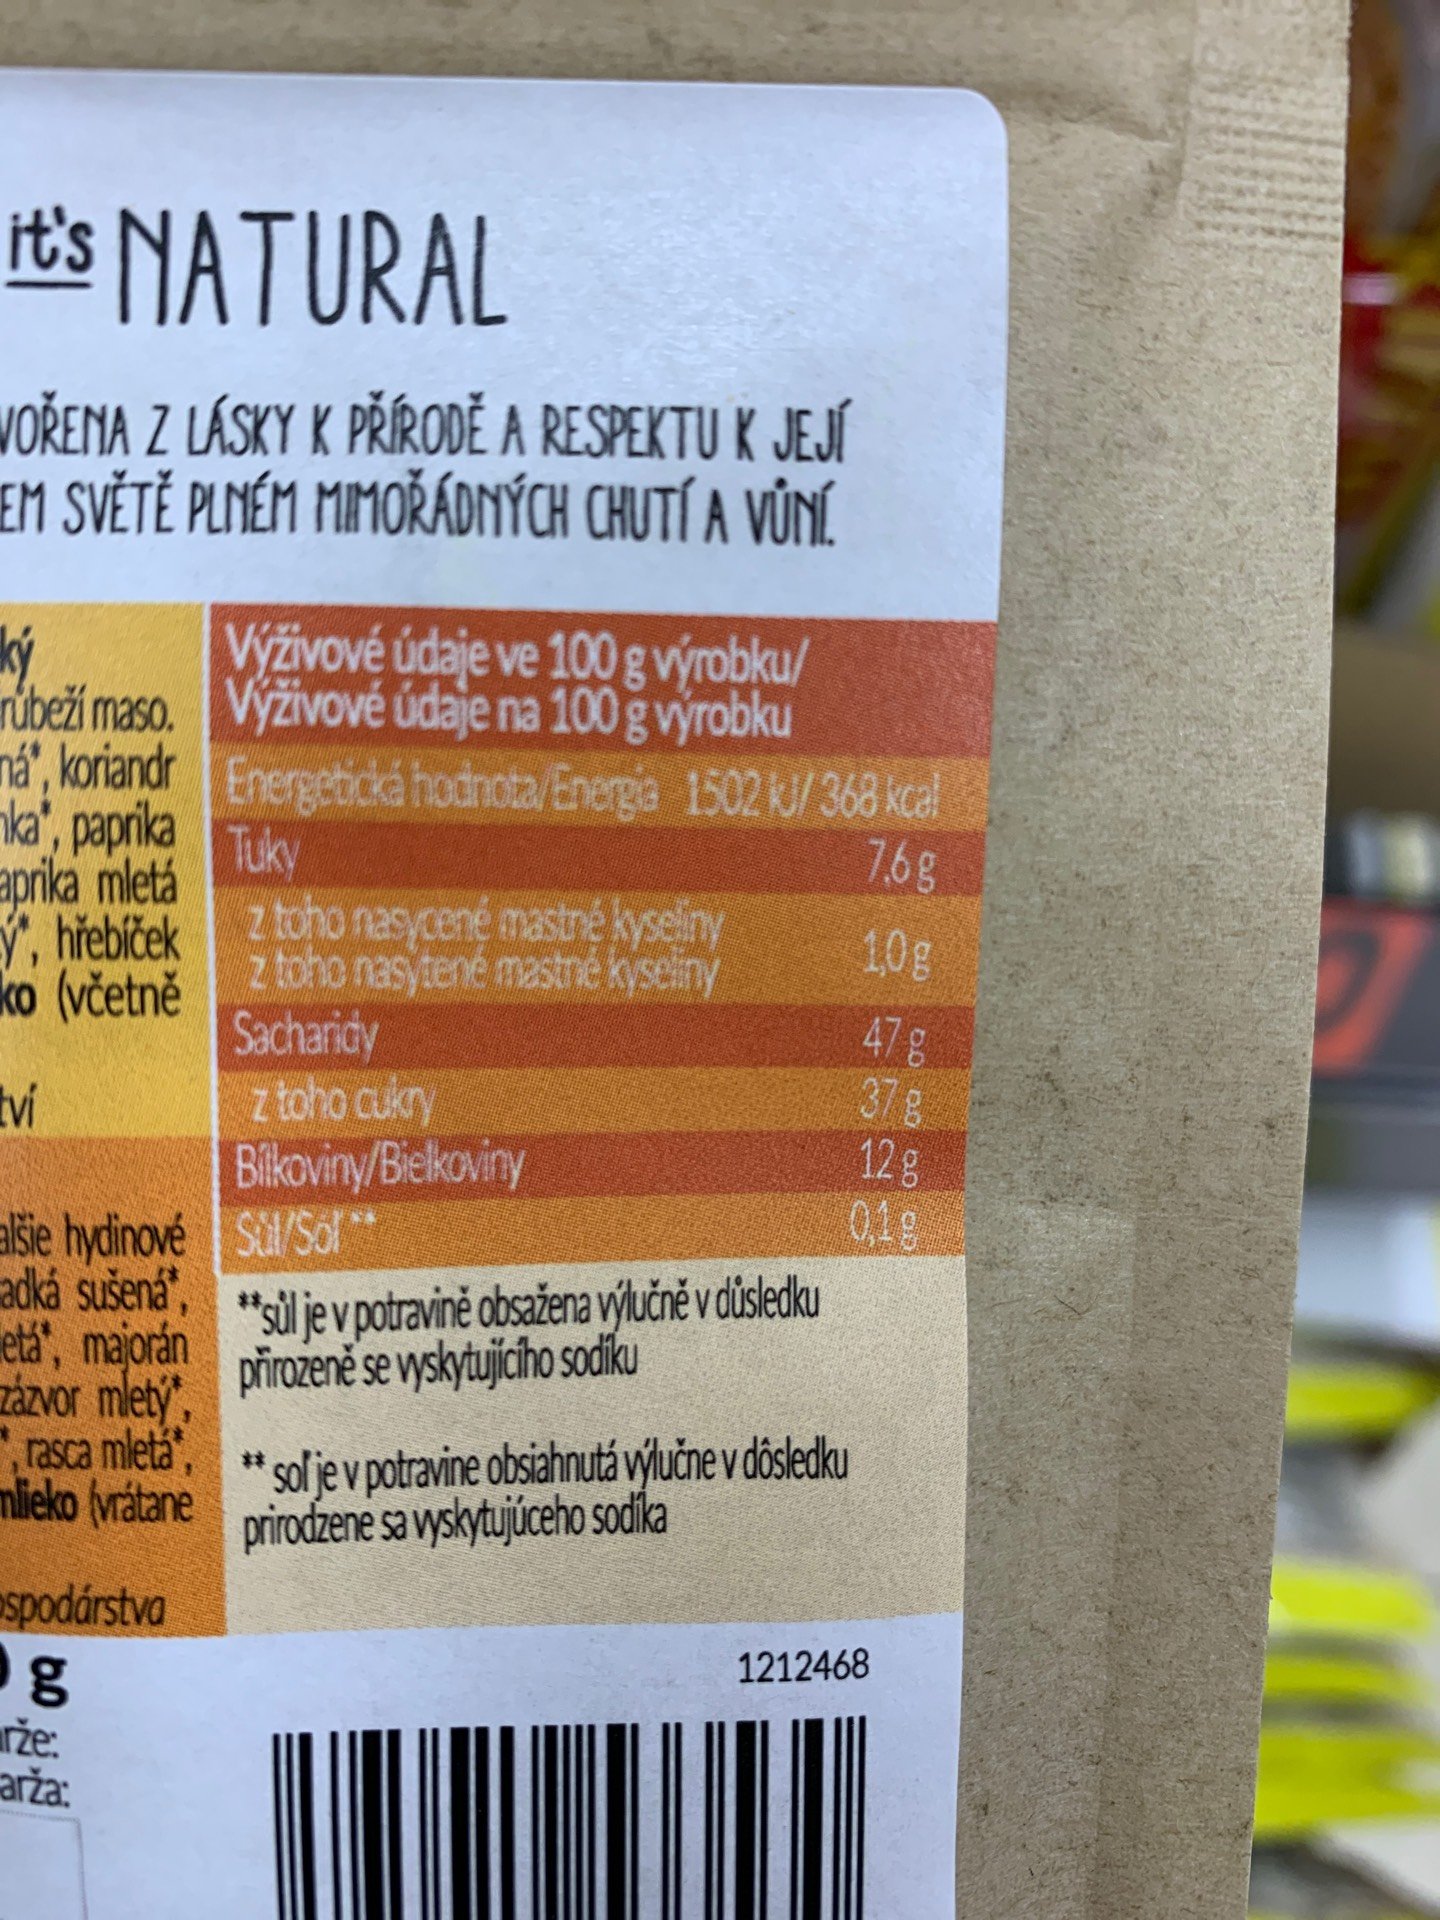 it's NATURAL
VOŘENA Z LÁSKY K PŘÍRODĚ A RESPEKTU K JEJÍ
EM SVĚTĚ PLNÉM MIMOŘÁDNÝCH CHUTÍ A VŮNÍ.
ký
růbeží maso.
ná*, koriandr
nka*, paprika
aprika mletá
ý*, hřebíček
ko (včetně
tví
alšie hydinové
adká sušená*,
letá*, majorán
zázvor mletý*,
*, rasca mletá*,
mlieko (vrátane
ospodárstva
Výživové údaje ve 100 g výrobku/
Výživové údaje na 100 g výrobku
Energetická hodnota/Energia 1502 kJ/ 368 kcal
Tuky 7,6 g
z toho nasycené mastné kyseliny
z toho nasýtené mastné kyseliny 1,0 g
Sacharidy 47 g
z toho cukry 37 g
Bílkoviny/Bielkoviny 12 g
Sůl/Soľ** 0,1 g
**sůl je v potravině obsažena výlučně v důsledku
přirozeně se vyskytujícího sodíku
** soľ je v potravine obsiahnutá výlučne v dôsledku
prirodzene sa vyskytujúceho sodíka
g
rže:
arža:
1212468